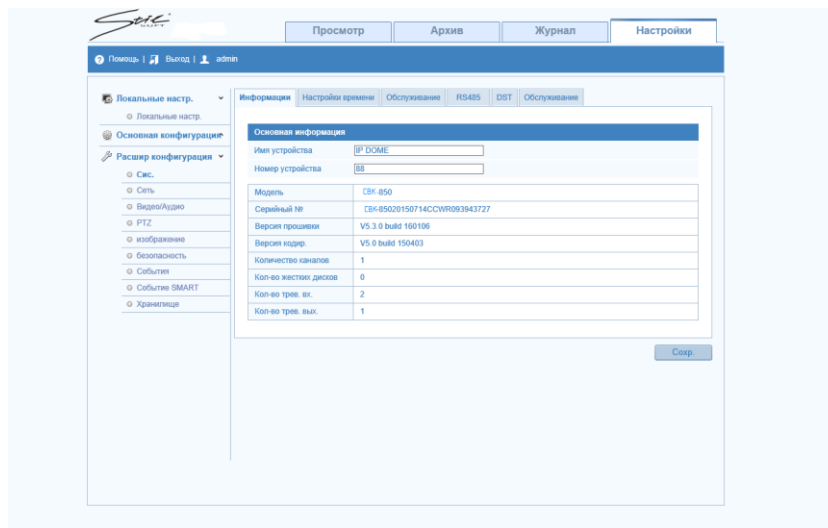 Stilsoft
Просмотр Архив Журнал Настройки
Помощь | Выход | admin
Локальные настр.
Локальные настр.
Основная конфигурация
Расшир конфигурация
Сис.
Сеть
Видео/Аудио
PTZ
изображение
безопасность
События
Событие SMART
Хранилище
Информации Настройки времени Обслуживание RS485 DST Обслуживание
Основная информация
Имя устройства IP DOME
Номер устройства 88
Модель СВК-850
Серийный № СВК-85020150714CCWR093943727
Версия прошивки V5.3.0 build 160106
Версия кодир. V5.0 build 150403
Количество каналов 1
Кол-во жестких дисков 0
Кол-во трев. вх. 2
Кол-во трев. вых. 1
Сохр.